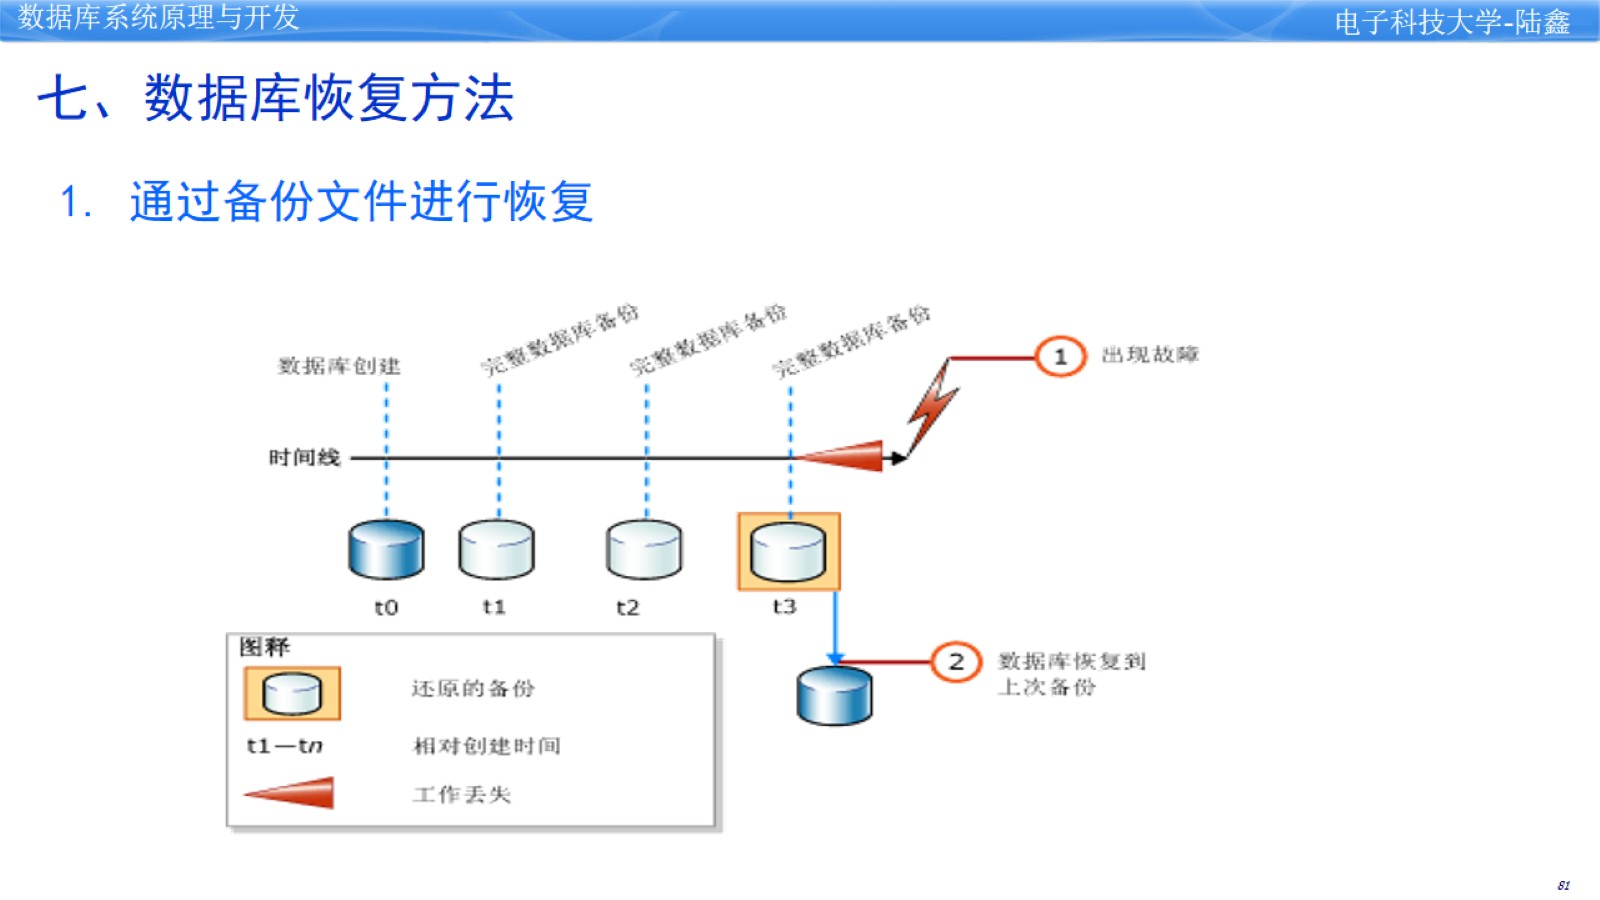 数据库系统原理与开发
电子科技大学-陆鑫
七、数据库恢复方法
1. 通过备份文件进行恢复
数据库创建
完整数据库备份
完整数据库备份
完整数据库备份
1
出现故障
时间线
t0
t1
t2
t3
2
数据库恢复到
上次备份
图释
还原的备份
t1—tn
相对创建时间
工作丢失
81